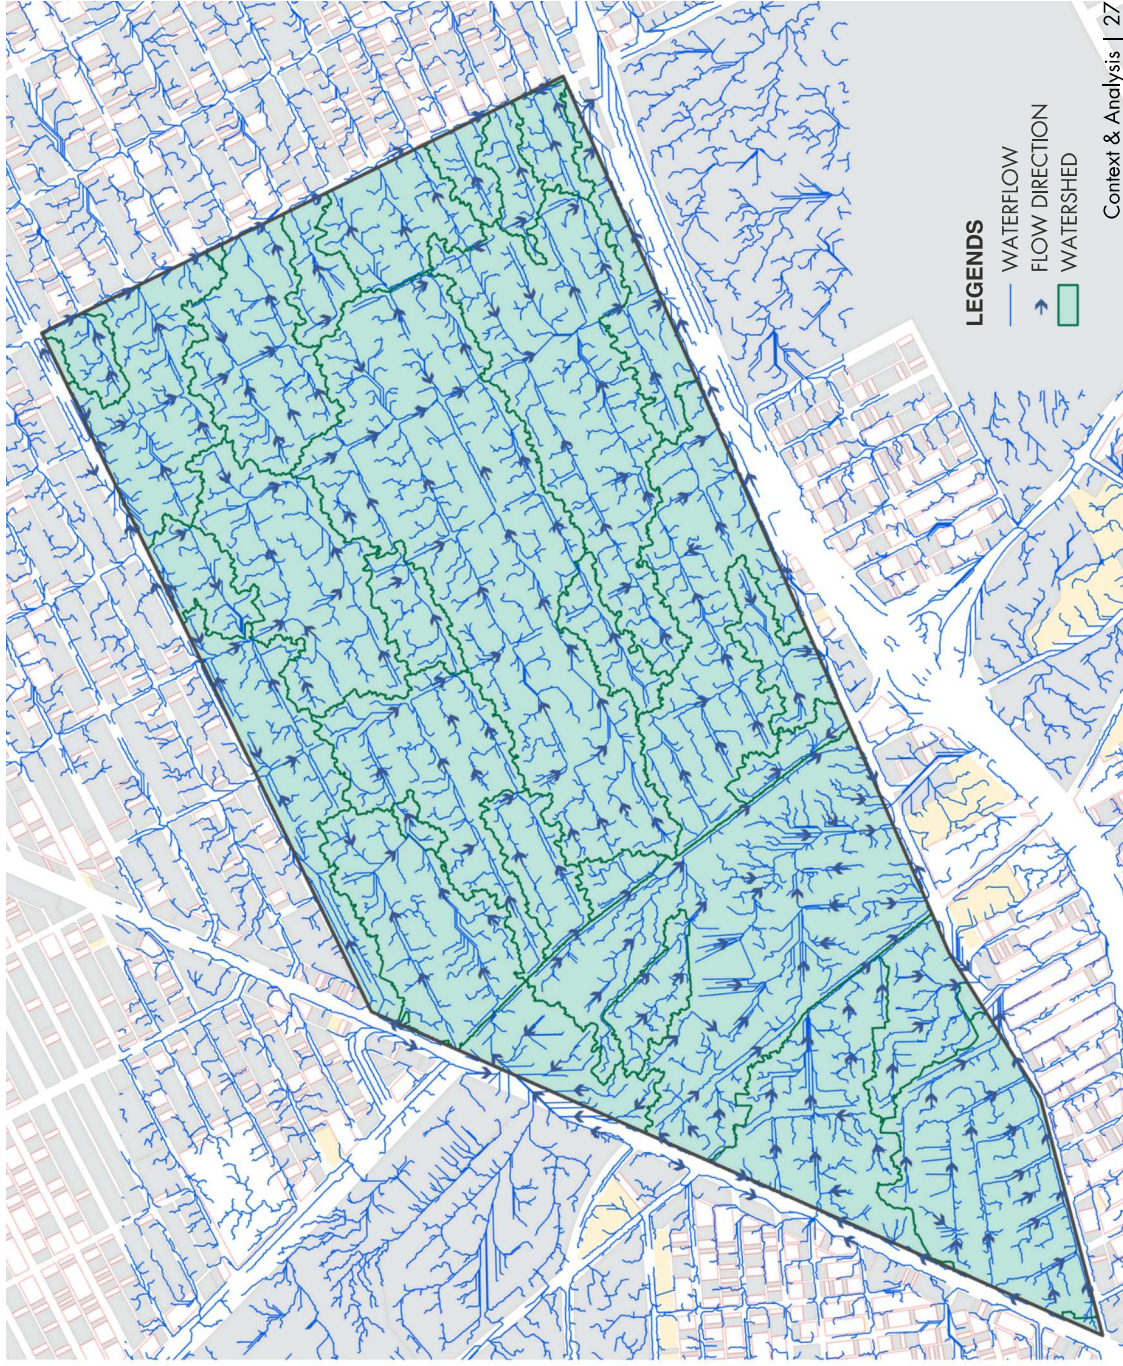 LEGENDS
WATERFLOW
FLOW DIRECTION
WATERSHED
Context & Analysis | 27